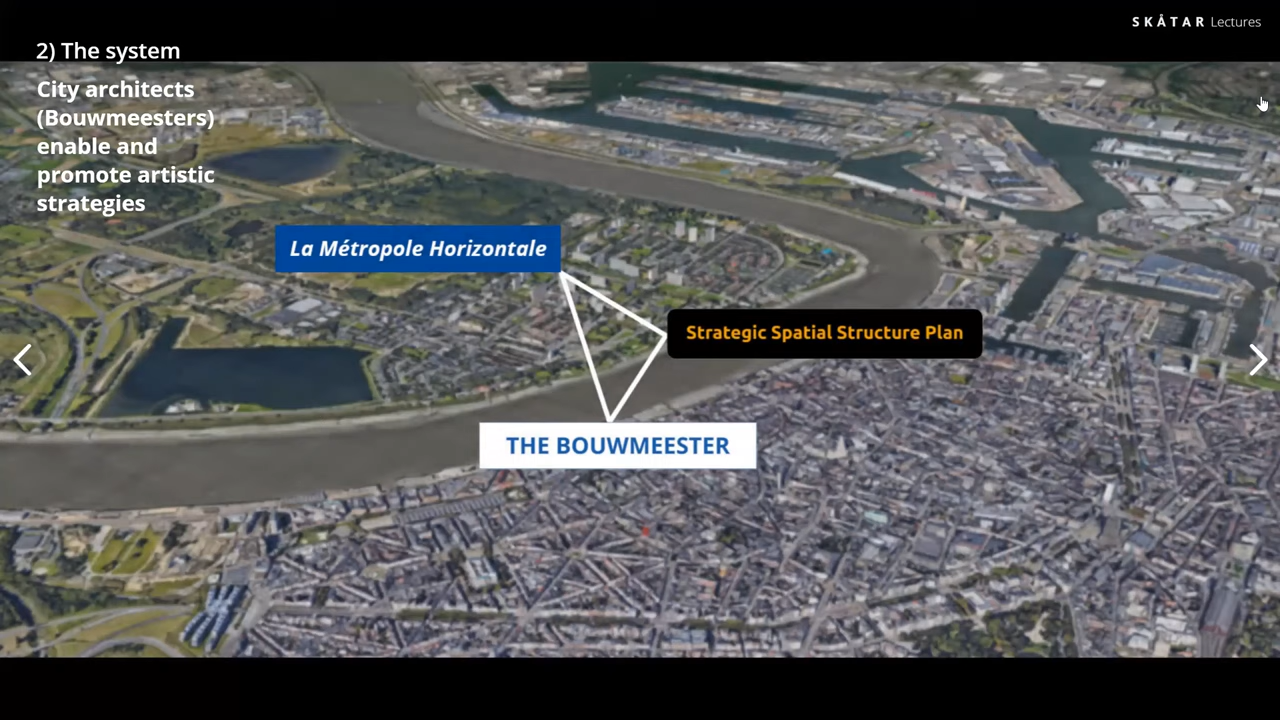 SKÅTAR Lectures
2) The system
City architects
(Bouwmeesters)
enable and
promote artistic
strategies
La Métropole Horizontale
Strategic Spatial Structure Plan
THE BOUWMEESTER